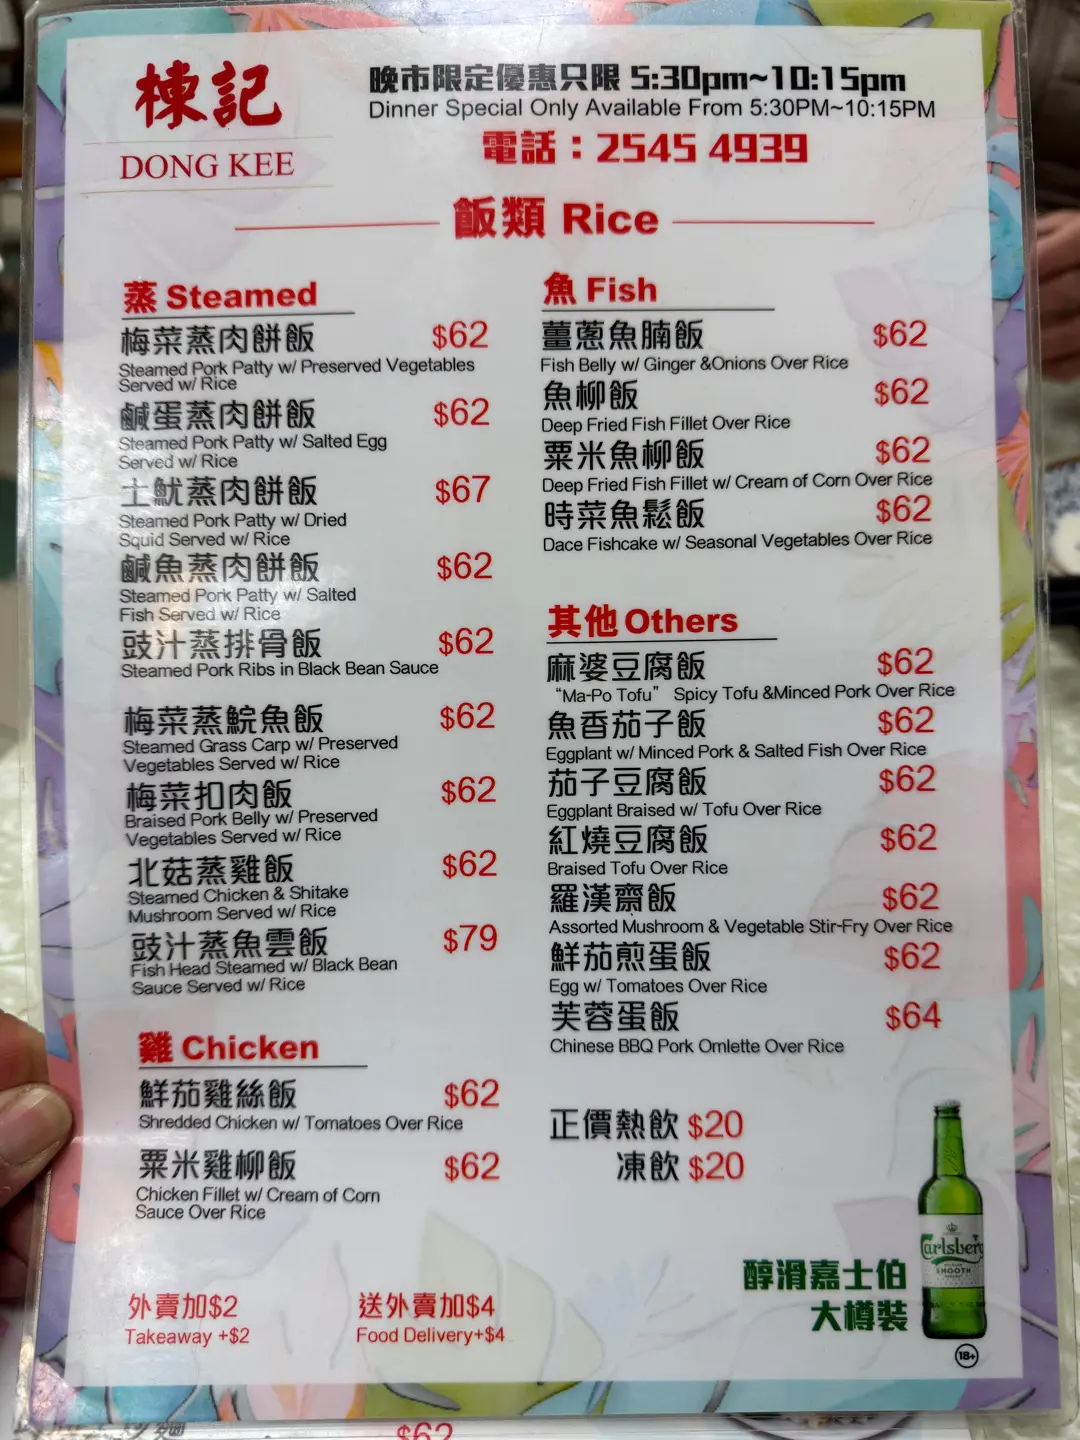 棟記
DONG KEE
晚市限定優惠只限 5:30pm~10:15pm
Dinner Special Only Available From 5:30PM~10:15PM
電話：2545 4939
飯類 Rice
蒸 Steamed
梅菜蒸肉餅飯 $62
Steamed Pork Patty w/ Preserved Vegetables
Served w/ Rice
鹹蛋蒸肉餅飯 $62
Steamed Pork Patty w/ Salted Egg
Served w/ Rice
土魷蒸肉餅飯 $67
Steamed Pork Patty w/ Dried
Squid Served w/ Rice
鹹魚蒸肉餅飯 $62
Steamed Pork Patty w/ Salted
Fish Served w/ Rice
豉汁蒸排骨飯 $62
Steamed Pork Ribs in Black Bean Sauce
梅菜蒸鯇魚飯 $62
Steamed Grass Carp w/ Preserved
Vegetables Served w/ Rice
梅菜扣肉飯 $62
Braised Pork Belly w/ Preserved
Vegetables Served w/ Rice
北菇蒸雞飯 $62
Steamed Chicken & Shitake
Mushroom Served w/ Rice
豉汁蒸魚雲飯 $79
Fish Head Steamed w/ Black Bean
Sauce Served w/ Rice
雞 Chicken
鮮茄雞絲飯 $62
Shredded Chicken w/ Tomatoes Over Rice
粟米雞柳飯 $62
Chicken Fillet w/ Cream of Corn
Sauce Over Rice
外賣加$2
Takeaway +$2
送外賣加$4
Food Delivery+$4
魚 Fish
薑蔥魚腩飯 $62
Fish Belly w/ Ginger &Onions Over Rice
魚柳飯 $62
Deep Fried Fish Fillet Over Rice
粟米魚柳飯 $62
Deep Fried Fish Fillet w/ Cream of Corn Over Rice
時菜魚鬆飯 $62
Dace Fishcake w/ Seasonal Vegetables Over Rice
其他 Others
麻婆豆腐飯 $62
“Ma-Po Tofu” Spicy Tofu &Minced Pork Over Rice
魚香茄子飯 $62
Eggplant w/ Minced Pork & Salted Fish Over Rice
茄子豆腐飯 $62
Eggplant Braised w/ Tofu Over Rice
紅燒豆腐飯 $62
Braised Tofu Over Rice
羅漢齋飯 $62
Assorted Mushroom & Vegetable Stir-Fry Over Rice
鮮茄煎蛋飯 $62
Egg w/ Tomatoes Over Rice
芙蓉蛋飯 $64
Chinese BBQ Pork Omlette Over Rice
正價熱飲 $20
凍飲 $20
醇滑嘉士伯
大樽裝
Carlsberg
SMOOTH
18+
$62